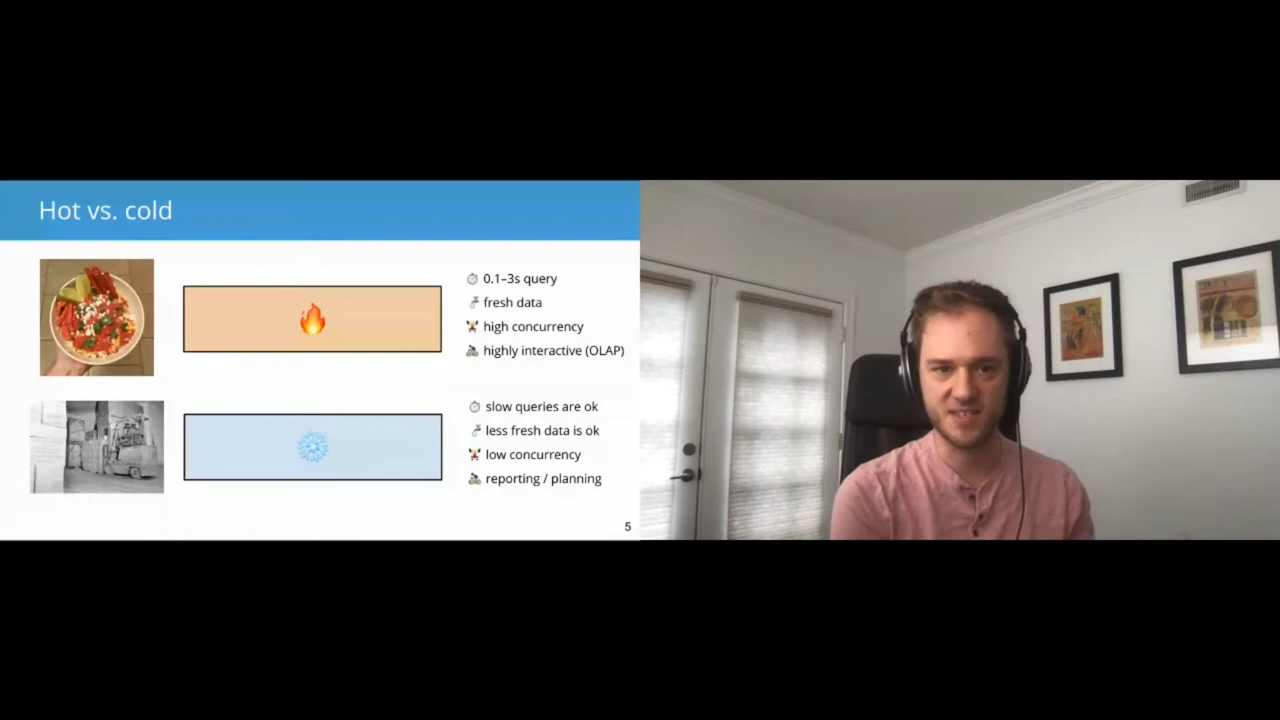 Hot vs. cold
0.1–3s query
fresh data
high concurrency
highly interactive (OLAP)
slow queries are ok
less fresh data is ok
low concurrency
reporting / planning
5